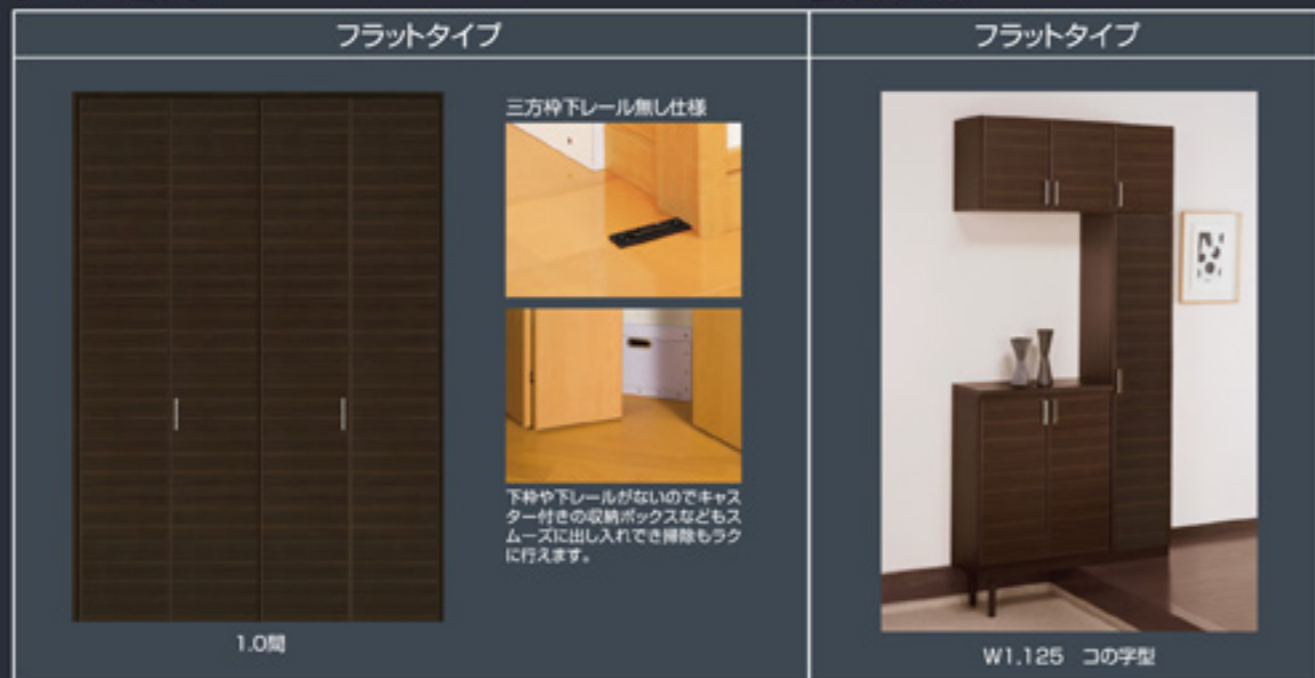 フラットタイプ
三方枠下レール無し仕様
下枠や下レールがないのでキャス
ター付きの収納ボックスなどもス
ムーズに出し入れでき掃除もラク
に行えます。
1.0間
フラットタイプ
W1.125 コの字型